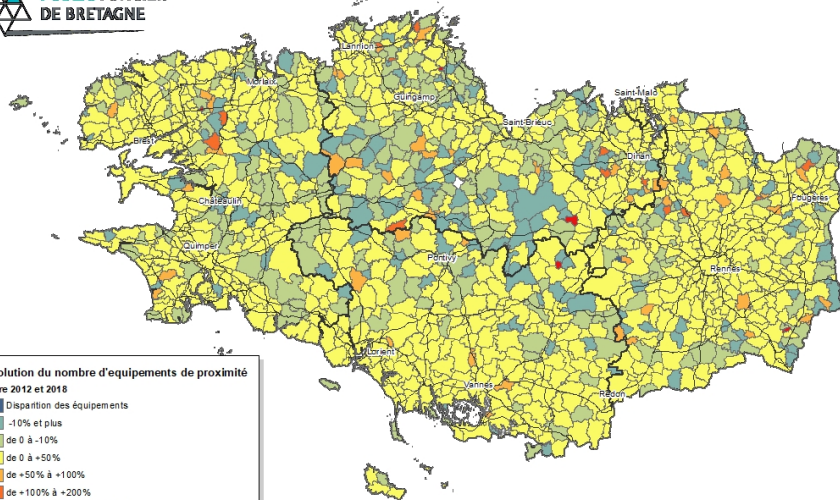 DE BRETAGNE
Lannion
Morlaix
Guingamp
Saint-Malo
Saint-Brieuc
Brest
Dinan
Châteaulin
Fougères
Quimper
Pontivy
Rennes
Lorient
Vannes
Redon
olution du nombre d'equipements de proximité
re 2012 et 2018
Disparition des équipements
-10% et plus
de 0 à -10%
de 0 à +50%
de +50% à +100%
de +100% à +200%